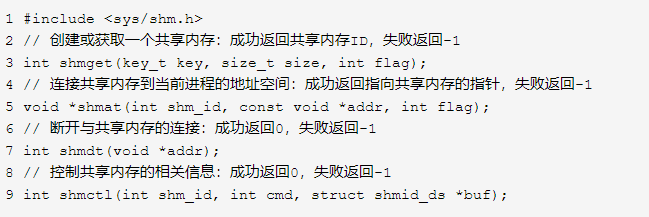 1 #include <sys/shm.h>
2 // 创建或获取一个共享内存：成功返回共享内存ID，失败返回-1
3 int shmget(key_t key, size_t size, int flag);
4 // 连接共享内存到当前进程的地址空间：成功返回指向共享内存的指针，失败返回-1
5 void *shmat(int shm_id, const void *addr, int flag);
6 // 断开与共享内存的连接：成功返回0，失败返回-1
7 int shmdt(void *addr);
8 // 控制共享内存的相关信息：成功返回0，失败返回-1
9 int shmctl(int shm_id, int cmd, struct shmid_ds *buf);